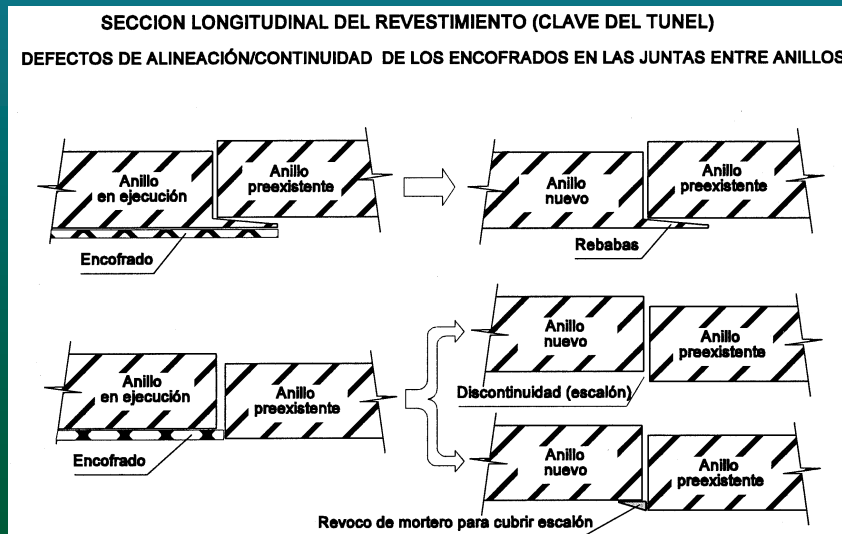 SECCION LONGITUDINAL DEL REVESTIMIENTO (CLAVE DEL TUNEL)
DEFECTOS DE ALINEACIÓN/CONTINUIDAD DE LOS ENCOFRADOS EN LAS JUNTAS ENTRE ANILLOS
Anillo
en ejecución
Anillo
preexistente
Encofrado
Anillo
nuevo
Anillo
preexistente
Rebabas
Anillo
en ejecución
Anillo
preexistente
Encofrado
Anillo
nuevo
Anillo
preexistente
Discontinuidad (escalón)
Anillo
nuevo
Anillo
preexistente
Revoco de mortero para cubrir escalón